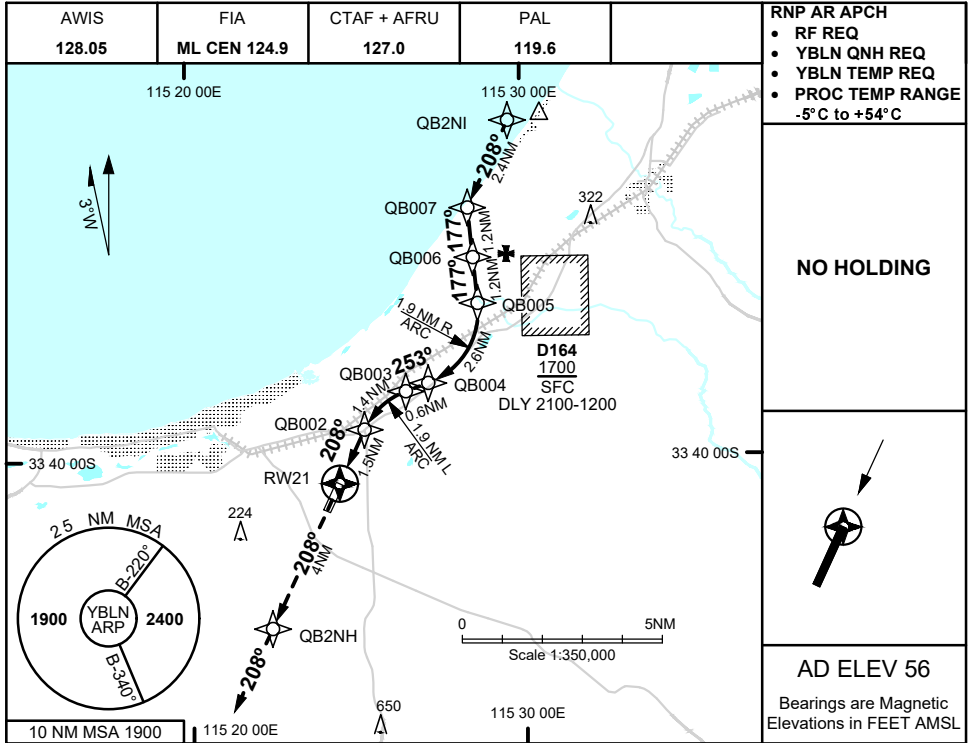 AWIS
128.05
FIA
ML CEN 124.9
CTAF + AFRU
127.0
PAL
119.6
RNP AR APCH
• RF REQ
• YBLN QNH REQ
• YBLN TEMP REQ
• PROC TEMP RANGE
-5°C to +54°C
NO HOLDING
115 20 00E
115 30 00E
3°W
QB2NI
208°
2.4NM
QB007
177°
1.2NM
322
QB006
177°
1.2NM
QB005
1.9 NM R
ARC
2.6NM
D164
1700
SFC
DLY 2100-1200
QB003
253°
QB004
0.6NM
1.4NM
1.9 NM L
ARC
QB002
208°
1.5NM
33 40 00S
33 40 00S
RW21
224
208°
4NM
25 NM MSA
B-220°
1900
YBLN
ARP
2400
B-340°
QB2NH
208°
0
5NM
Scale 1:350,000
650
10 NM MSA 1900
115 20 00E
115 30 00E
AD ELEV 56
Bearings are Magnetic
Elevations in FEET AMSL